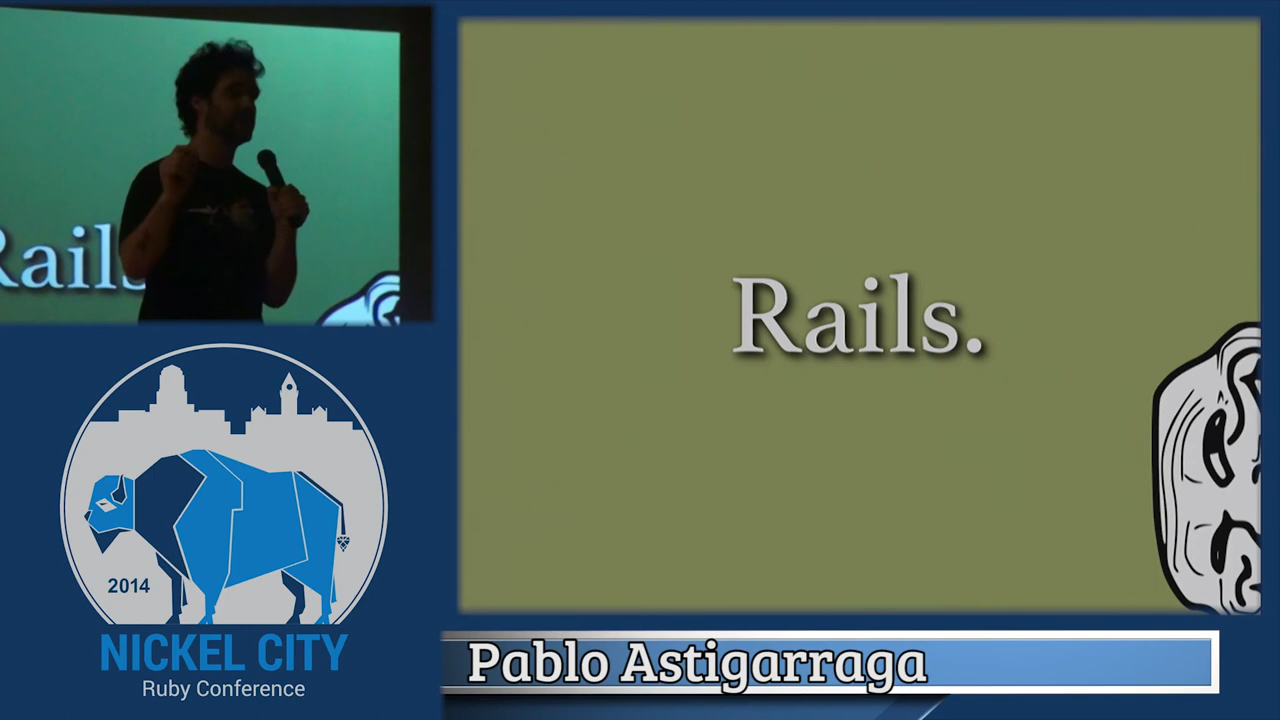 Rails
Rails.
2014
NICKEL CITY
Ruby Conference
Pablo Astigarraga